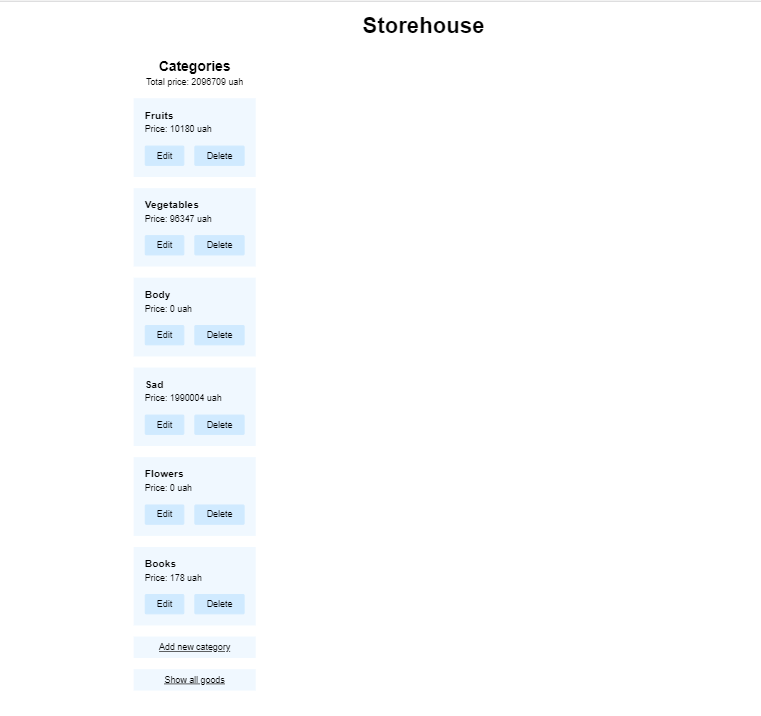 Storehouse
Categories
Total price: 2096709 uah
Fruits
Price: 10180 uah
Edit Delete
Vegetables
Price: 96347 uah
Edit Delete
Body
Price: 0 uah
Edit Delete
Sad
Price: 1990004 uah
Edit Delete
Flowers
Price: 0 uah
Edit Delete
Books
Price: 178 uah
Edit Delete
Add new category
Show all goods